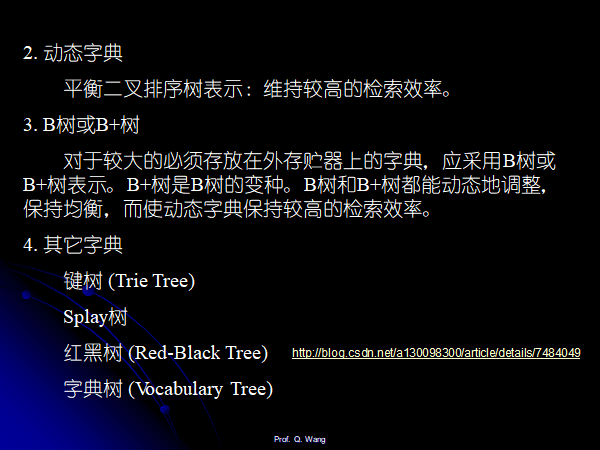 2. 动态字典
平衡二叉排序树表示：维持较高的检索效率。
3. B树或B+树
对于较大的必须存放在外存贮器上的字典，应采用B树或
B+树表示。B+树是B树的变种。B树和B+树都能动态地调整，
保持均衡，而使动态字典保持较高的检索效率。
4. 其它字典
键树 (Trie Tree)
Splay树
红黑树 (Red-Black Tree) http://blog.csdn.net/a130098300/article/details/7484049
字典树 (Vocabulary Tree)
Prof. Q. Wang